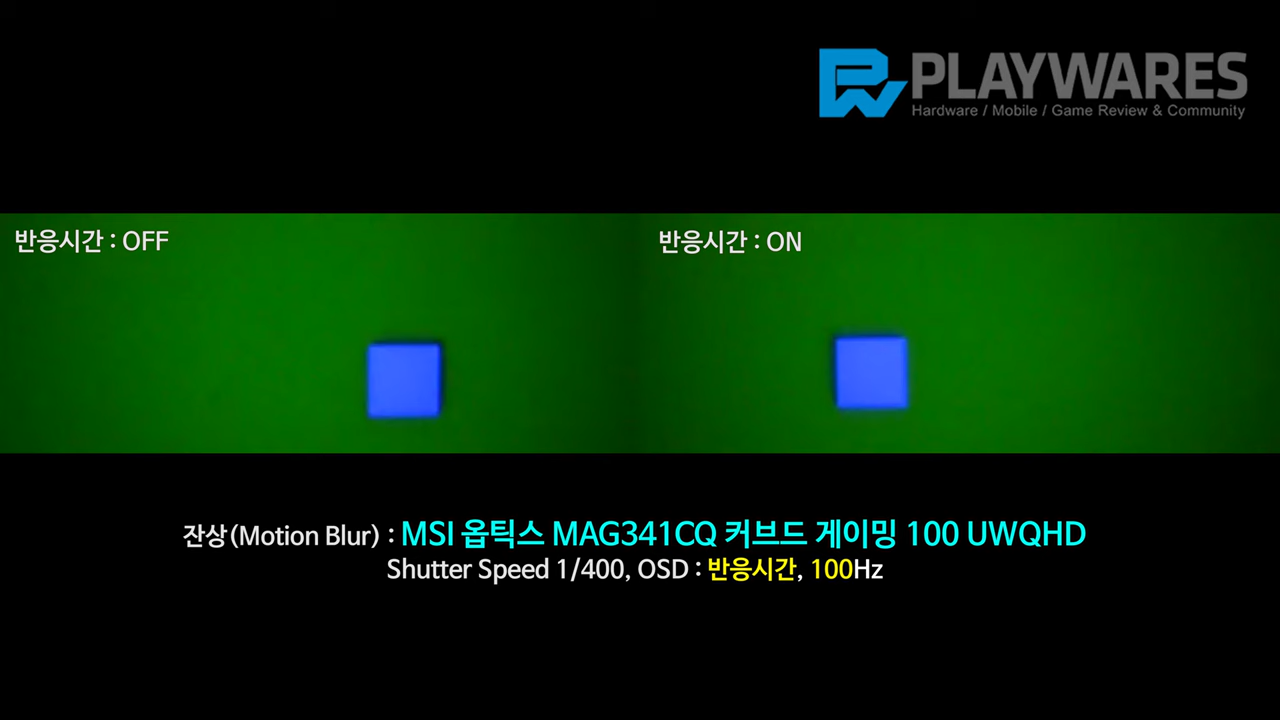 PLAYWARES
Hardware / Mobile / Game Review & Community
반응시간 : OFF
반응시간 : ON
잔상(Motion Blur) : MSI 옵틱스 MAG341CQ 커브드 게이밍 100 UWQHD
Shutter Speed 1/400, OSD : 반응시간, 100Hz